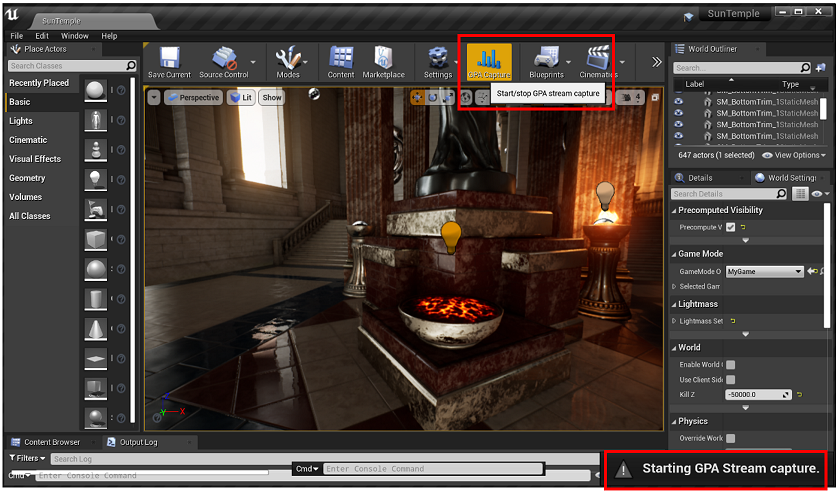 SunTemple
SunTemple
File Edit Window Help
Place Actors
Search Classes
Recently Placed
Basic
Lights
Cinematic
Visual Effects
Geometry
Volumes
All Classes
Save Current
Source Control
Modes
Content
Marketplace
Settings
GPA Capture
Blueprints
Cinematics
Start/stop GPA stream capture
Perspective
Lit
Show
4
World Outliner
Search...
Label
Type
SM_BottomTrim_1StaticMesh
SM_BottomTrim_1StaticMesh
SM_BottomTrim_1StaticMesh
SM_BottomTrim_1StaticMesh
647 actors (1 selected)
View Options
Details
World Settings
Search Details
Precomputed Visibility
Precompute V
Game Mode
GameMode O
MyGame
Selected Gam
Lightmass
Lightmass Set
World
Enable World
Use Client Side
Kill Z
-50000.0
Physics
Override Work
Y
X
Content Browser
Output Log
Filters
Search Log
Cmd
Enter Console Command
Cmd
Enter Console Command
Starting GPA Stream capture.